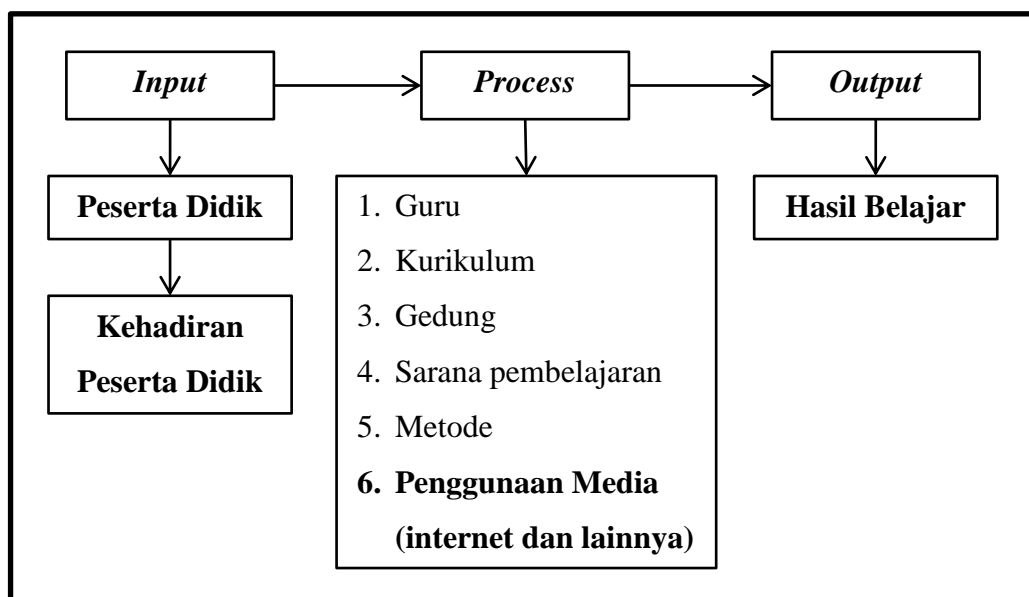 Input
Process
Output
Peserta Didik
Kehadiran
Peserta Didik
1. Guru
2. Kurikulum
3. Gedung
4. Sarana pembelajaran
5. Metode
6. Penggunaan Media
(internet dan lainnya)
Hasil Belajar